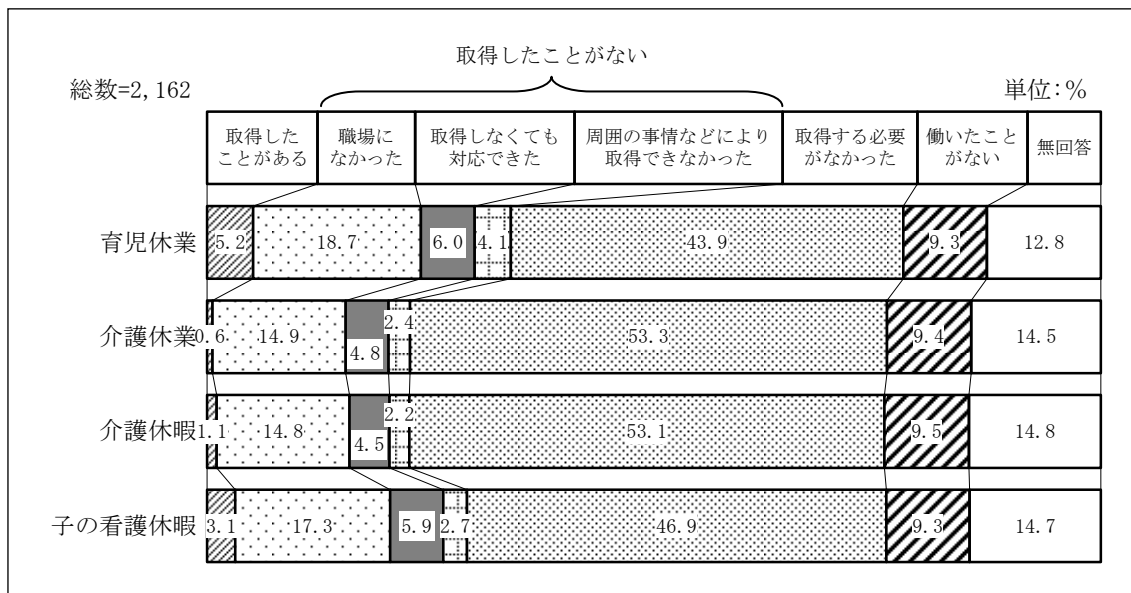 取得したことがない
総数=2,162
単位:%
取得した
ことがある
職場に
なかった
取得しなくても
対応できた
周囲の事情などにより
取得できなかった
取得する必要
がなかった
働いたこと
がない
無回答
育児休業
5.2
18.7
6.0
4.1
43.9
9.3
12.8
介護休業
0.6
14.9
4.8
2.4
53.3
9.4
14.5
介護休暇
1.1
14.8
4.5
2.2
53.1
9.5
14.8
子の看護休暇
3.1
17.3
5.9
2.7
46.9
9.3
14.7